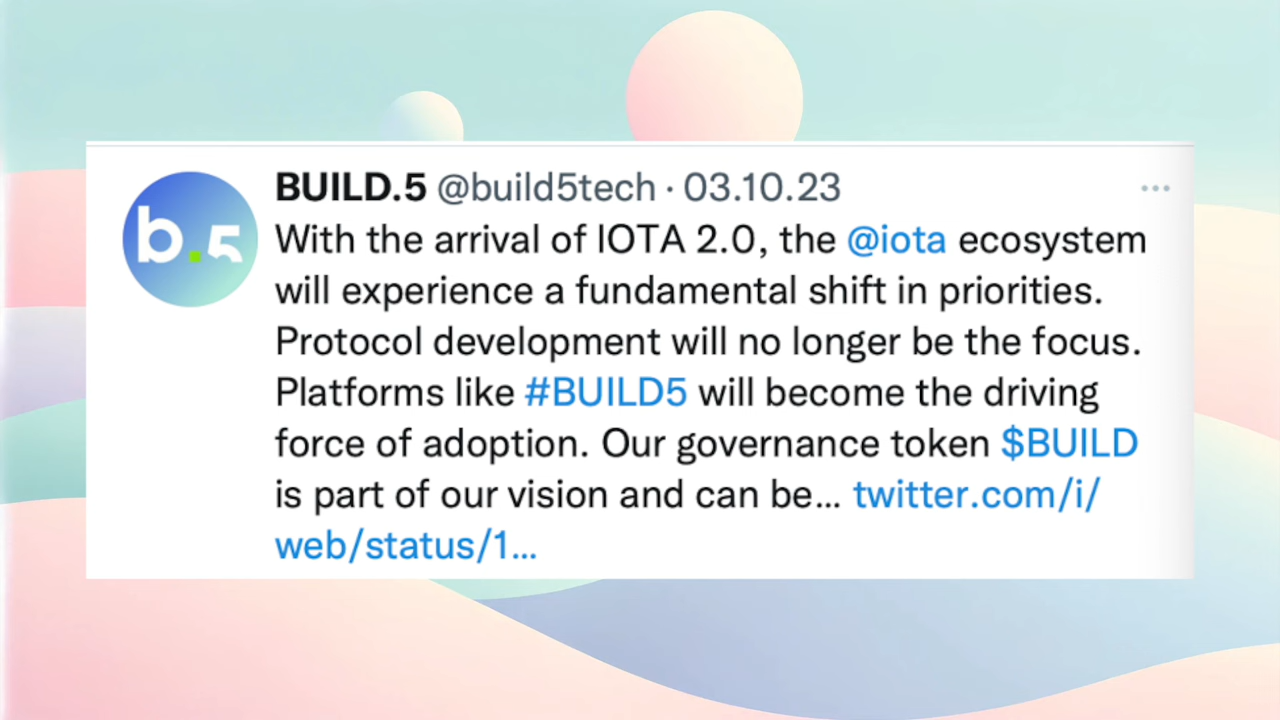 b.5
BUILD.5 @build5tech · 03.10.23
With the arrival of IOTA 2.0, the @iota ecosystem
will experience a fundamental shift in priorities.
Protocol development will no longer be the focus.
Platforms like #BUILD5 will become the driving
force of adoption. Our governance token $BUILD
is part of our vision and can be... twitter.com/i/
web/status/1...